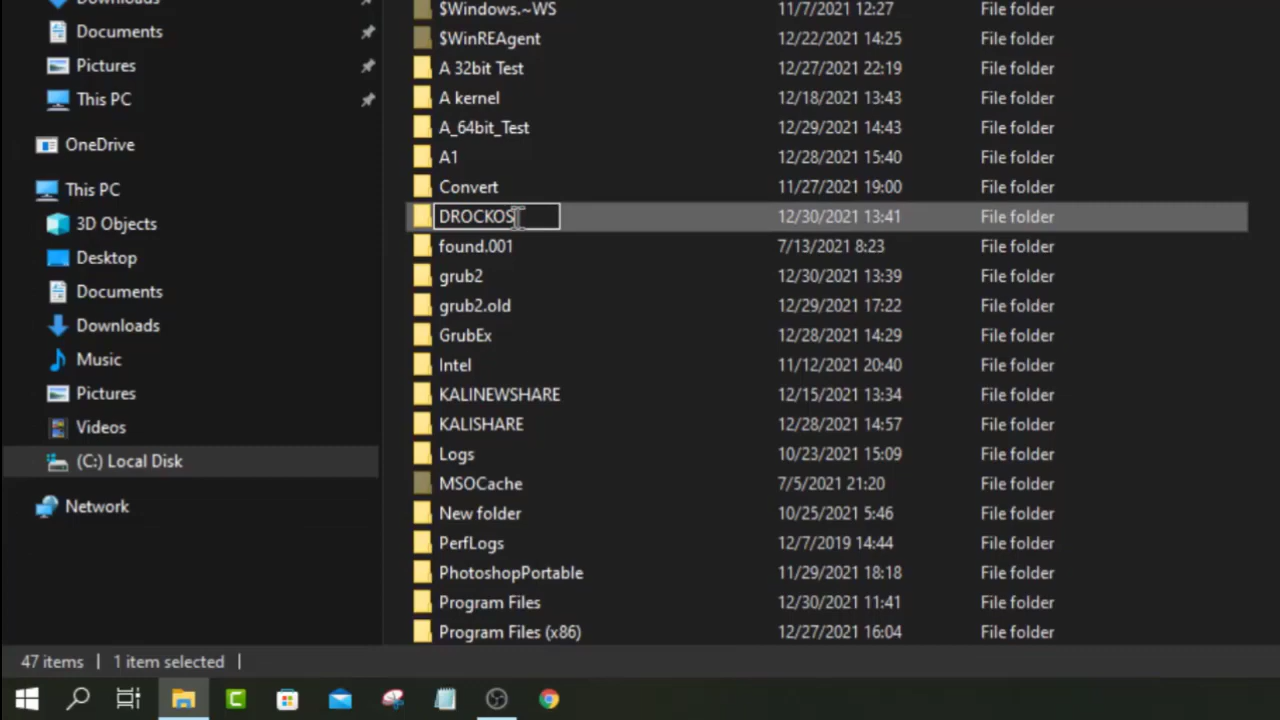 Downloads
Documents
Pictures
This PC
OneDrive
This PC
3D Objects
Desktop
Documents
Downloads
Music
Pictures
Videos
(C:) Local Disk
Network
$Windows.~WS 11/7/2021 12:27 File folder
$WinREAgent 12/22/2021 14:25 File folder
A 32bit Test 12/27/2021 22:19 File folder
A kernel 12/18/2021 13:43 File folder
A_64bit_Test 12/29/2021 14:43 File folder
A1 12/28/2021 15:40 File folder
Convert 11/27/2021 19:00 File folder
DROCKOS 12/30/2021 13:41 File folder
found.001 7/13/2021 8:23 File folder
grub2 12/30/2021 13:39 File folder
grub2.old 12/29/2021 17:22 File folder
GrubEx 12/28/2021 14:29 File folder
Intel 11/12/2021 20:40 File folder
KALINEWSHARE 12/15/2021 13:34 File folder
KALISHARE 12/28/2021 14:57 File folder
Logs 10/23/2021 15:09 File folder
MSOCache 7/5/2021 21:20 File folder
New folder 10/25/2021 5:46 File folder
PerfLogs 12/7/2019 14:44 File folder
PhotoshopPortable 11/29/2021 18:18 File folder
Program Files 12/30/2021 11:41 File folder
Program Files (x86) 12/27/2021 16:04 File folder
47 items | 1 item selected |
C